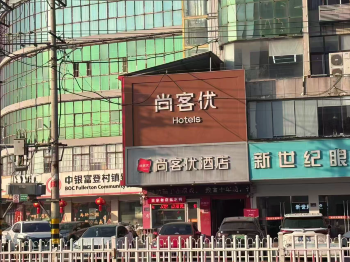 尚客优
Hotels
尚客优酒店
中银富登村镇
BOC Fullerton Community
新世纪眼